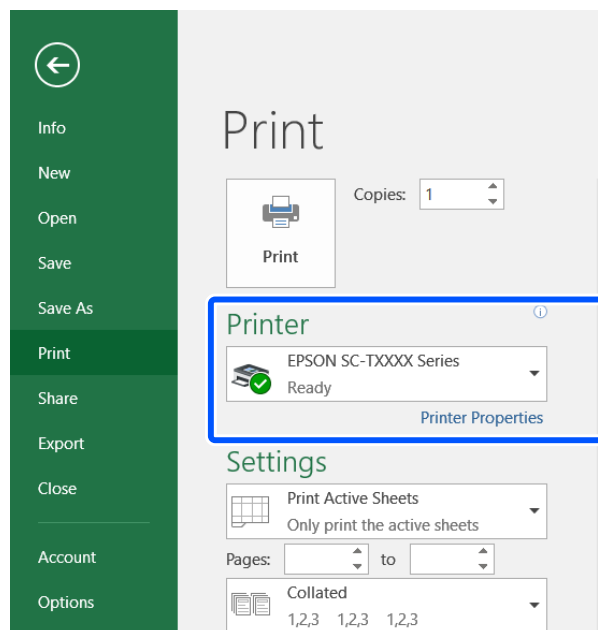 Info
New
Open
Save
Save As
Print
Share
Export
Close
Account
Options
Print
Copies: 1
Print
Printer
EPSON SC-TXXXX Series
Ready
Printer Properties
Settings
Print Active Sheets
Only print the active sheets
Pages: to
Collated
1,2,3 1,2,3 1,2,3